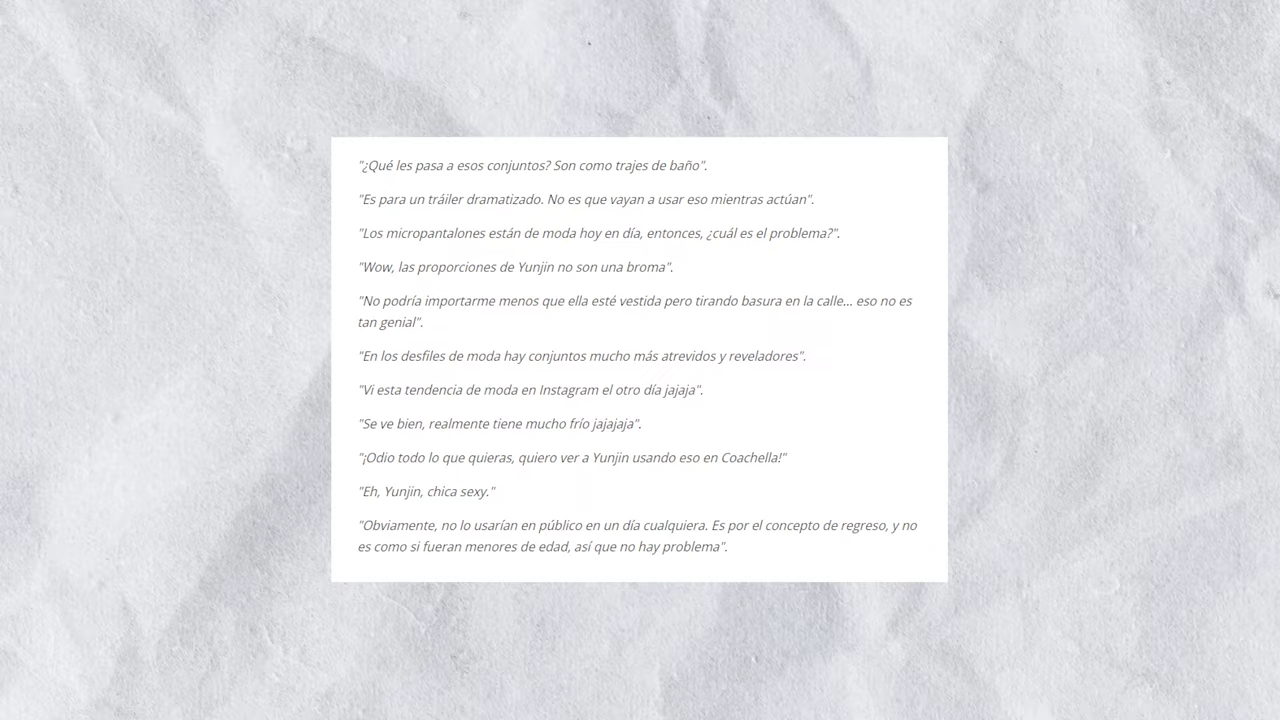 "¿Qué les pasa a esos conjuntos? Son como trajes de baño".
"Es para un tráiler dramatizado. No es que vayan a usar eso mientras actúan".
"Los micropantalones están de moda hoy en día, entonces, ¿cuál es el problema?".
"Wow, las proporciones de Yunjin no son una broma".
"No podría importarme menos que ella esté vestida pero tirando basura en la calle... eso no es
tan genial".
"En los desfiles de moda hay conjuntos mucho más atrevidos y reveladores".
"Vi esta tendencia de moda en Instagram el otro día jajaja".
"Se ve bien, realmente tiene mucho frío jajajaja".
"¡Odio todo lo que quieras, quiero ver a Yunjin usando eso en Coachella!"
"Eh, Yunjin, chica sexy."
"Obviamente, no lo usarían en público en un día cualquiera. Es por el concepto de regreso, y no
es como si fueran menores de edad, así que no hay problema".